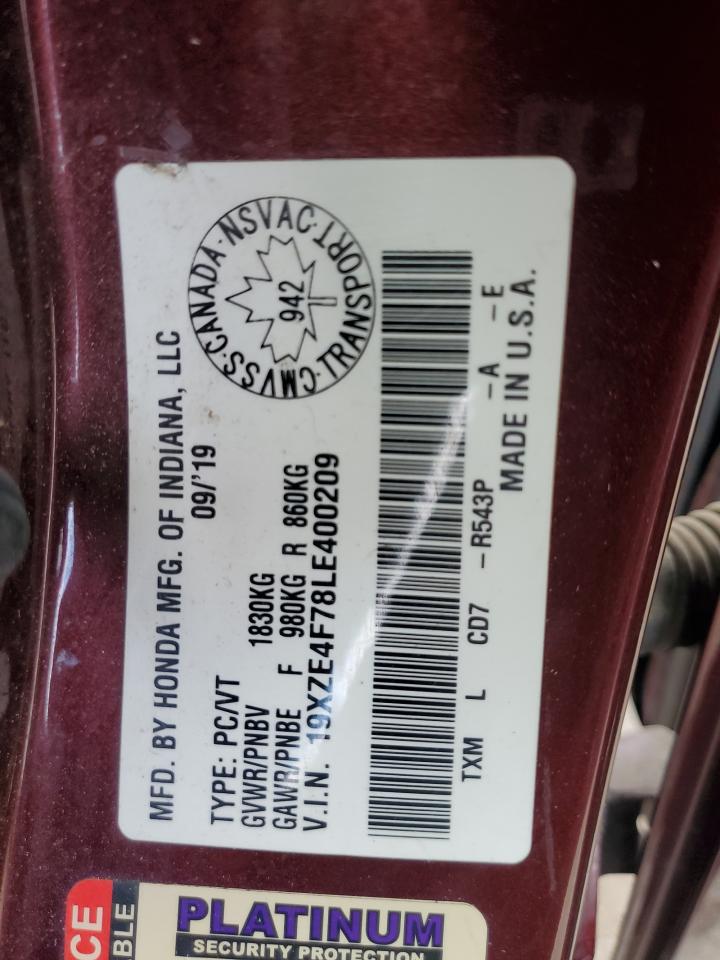 MFD. BY HONDA MFG. OF INDIANA, LLC
09/'19
CMVSS·CANADA·NSVAC·TRANSPORT·
942
TYPE: PC/VT
GVWR/PNBV 1830KG
GAWR/PNBE F 980KG R 860KG
V.I.N. 19XZE4F78LE400209
TXM L CD7 -R543P -A -E
MADE IN U.S.A.
CE
BLE
PLATINUM
SECURITY PROTECTION